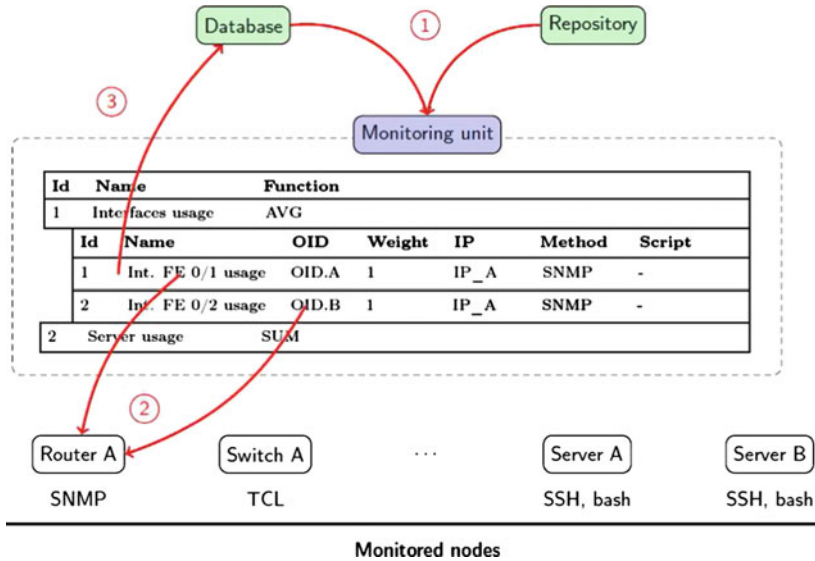 Database ① Repository
③
Monitoring unit
Id Name Function
1 Interfaces usage AVG
Id Name OID Weight IP Method Script
1 Int. FE 0/1 usage OID.A 1 IP_A SNMP -
2 Int. FE 0/2 usage OID.B 1 IP_A SNMP -
2 Server usage SUM
②
Router A Switch A ... Server A Server B
SNMP TCL SSH, bash SSH, bash
Monitored nodes